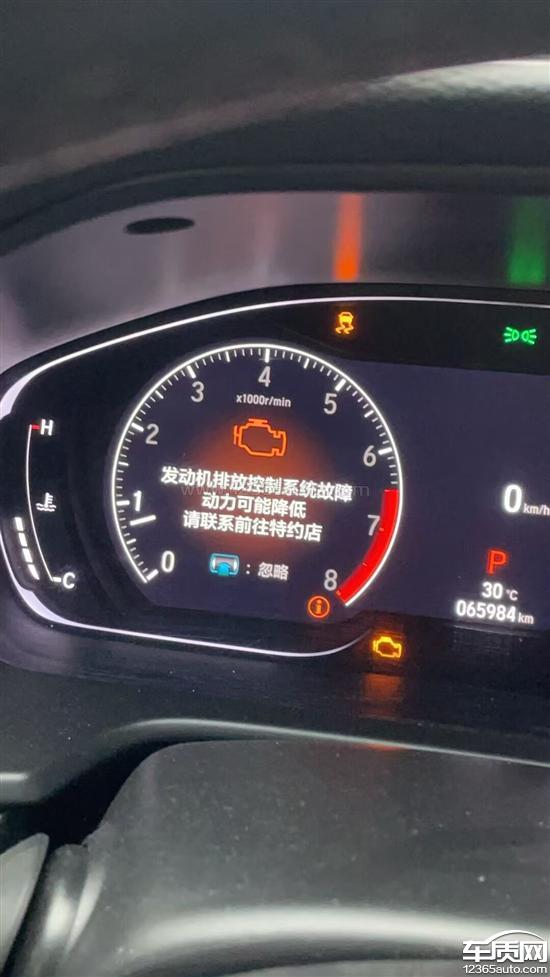 4
3
5
x1000r/min
2
6
H
发动机排放控制系统故障
动力可能降低
1
0 km/h
请联系前往特约店
7
P
0
: 忽略
8
C
30 °C
i
065984 km
车质网
12365auto.com